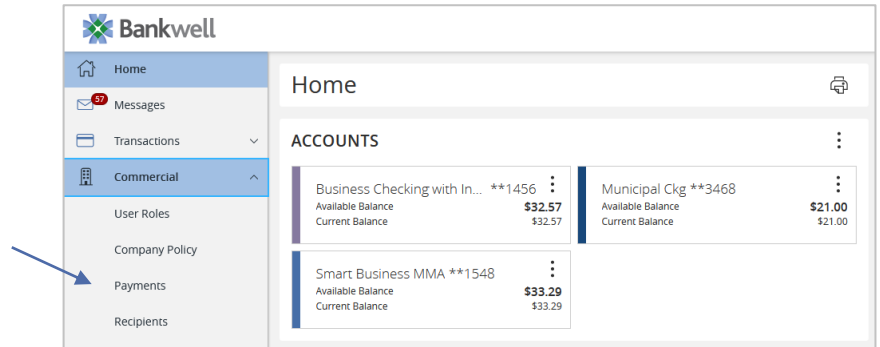 Bankwell
Home
57
Messages
Transactions
Commercial
User Roles
Company Policy
Payments
Recipients
Home
ACCOUNTS
Business Checking with In... **1456
Available Balance $32.57
Current Balance $32.57
Municipal Ckg **3468
Available Balance $21.00
Current Balance $21.00
Smart Business MMA **1548
Available Balance $33.29
Current Balance $33.29